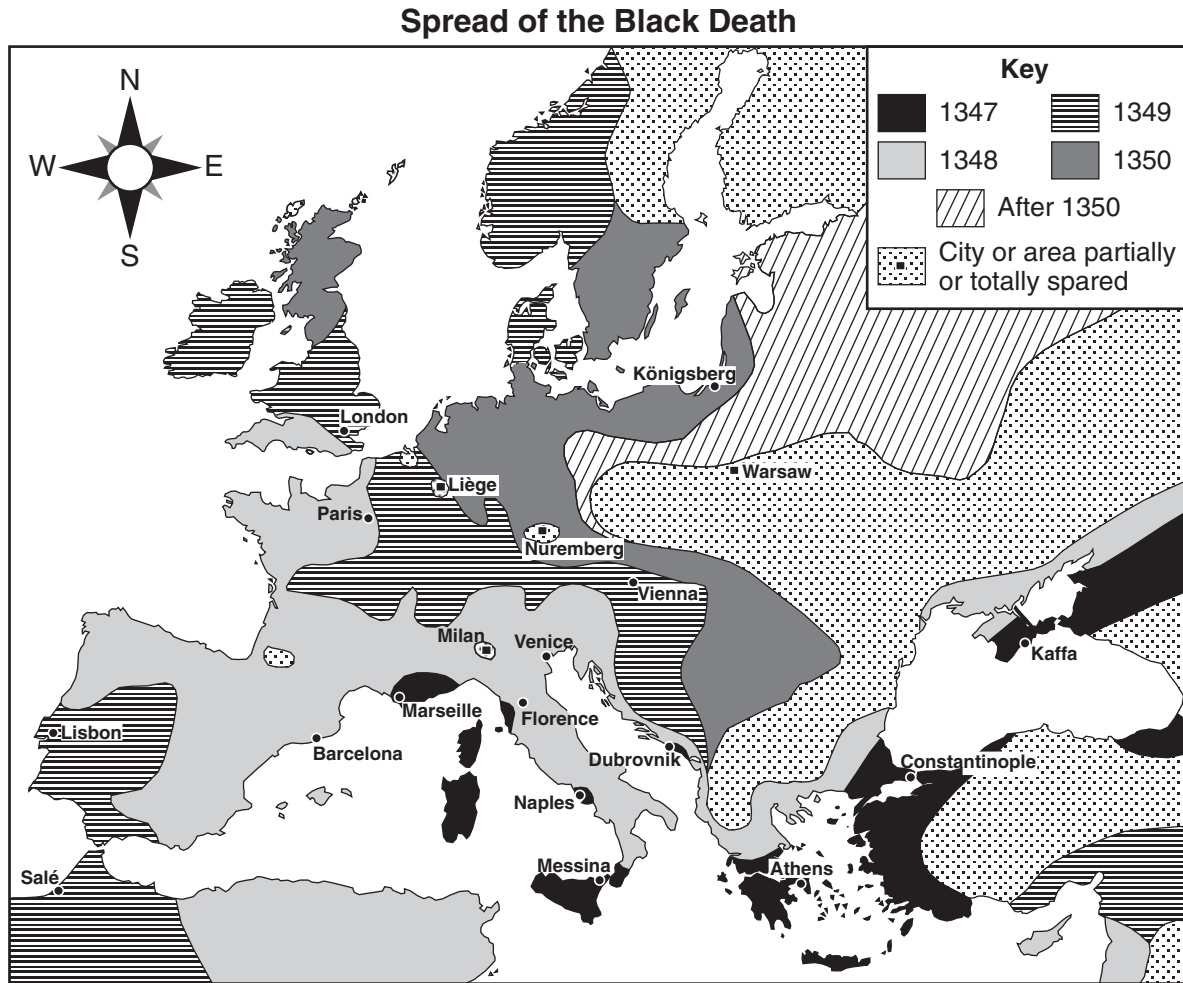 Spread of the Black Death
N
W E
S
Key
1347 1349
1348 1350
After 1350
City or area partially
or totally spared
Königsberg
London
Warsaw
Liège
Paris
Nuremberg
Vienna
Milan
Venice
Kaffa
Marseille
Florence
Lisbon
Barcelona
Dubrovnik
Constantinople
Naples
Messina
Athens
Salé